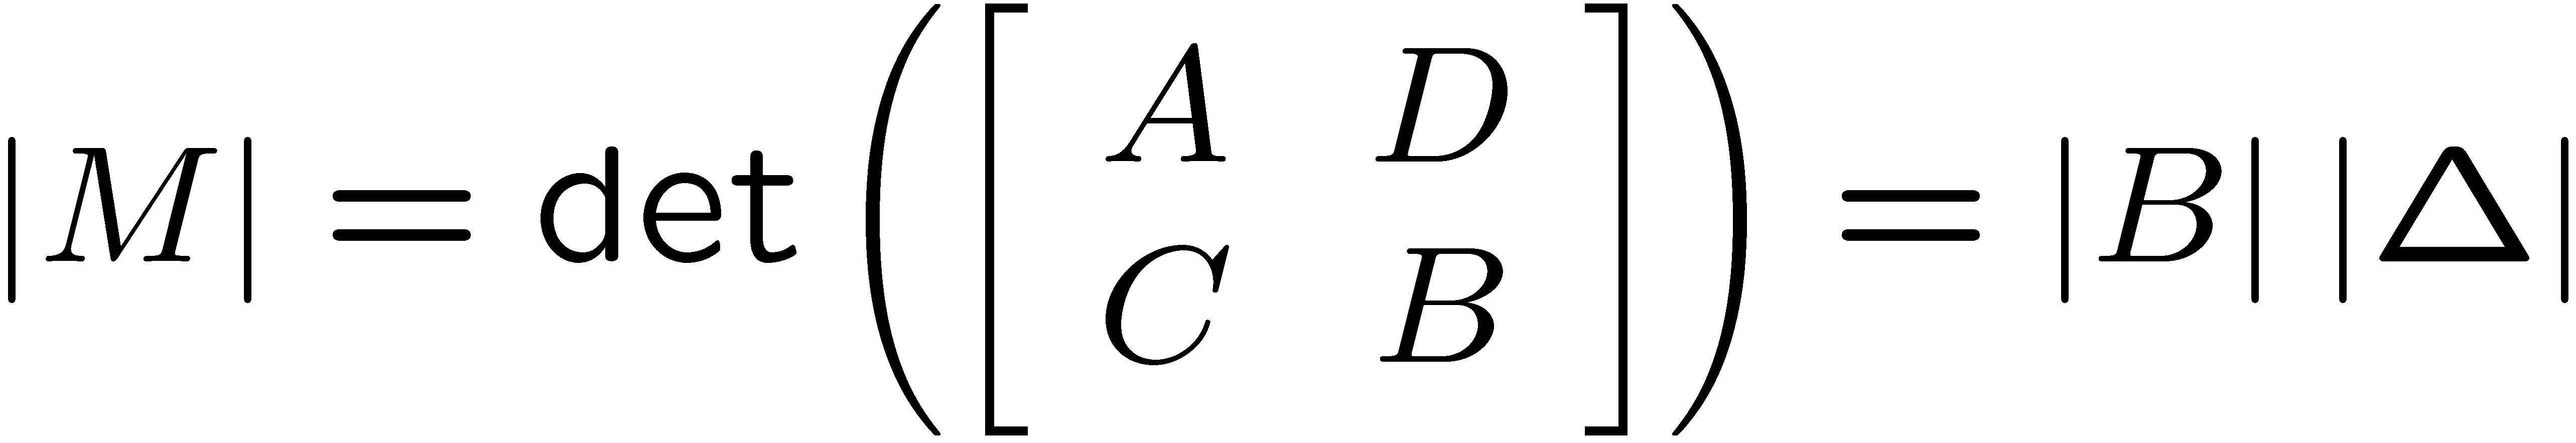 |M| = det ([ A D
C B ]) = |B| |Δ|